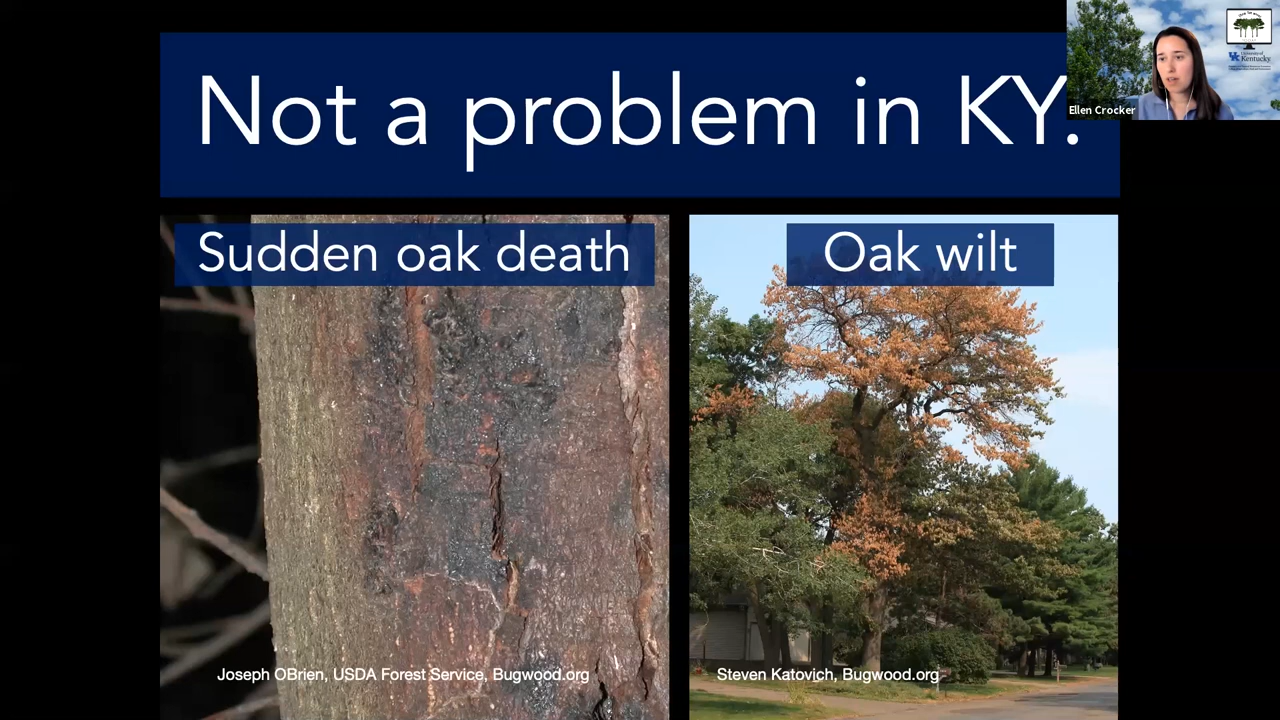 Not a problem in KY.
Ellen Crocker
University of
Kentucky
Sudden oak death
Oak wilt
Joseph OBrien, USDA Forest Service, Bugwood.org
Steven Katovich, Bugwood.org